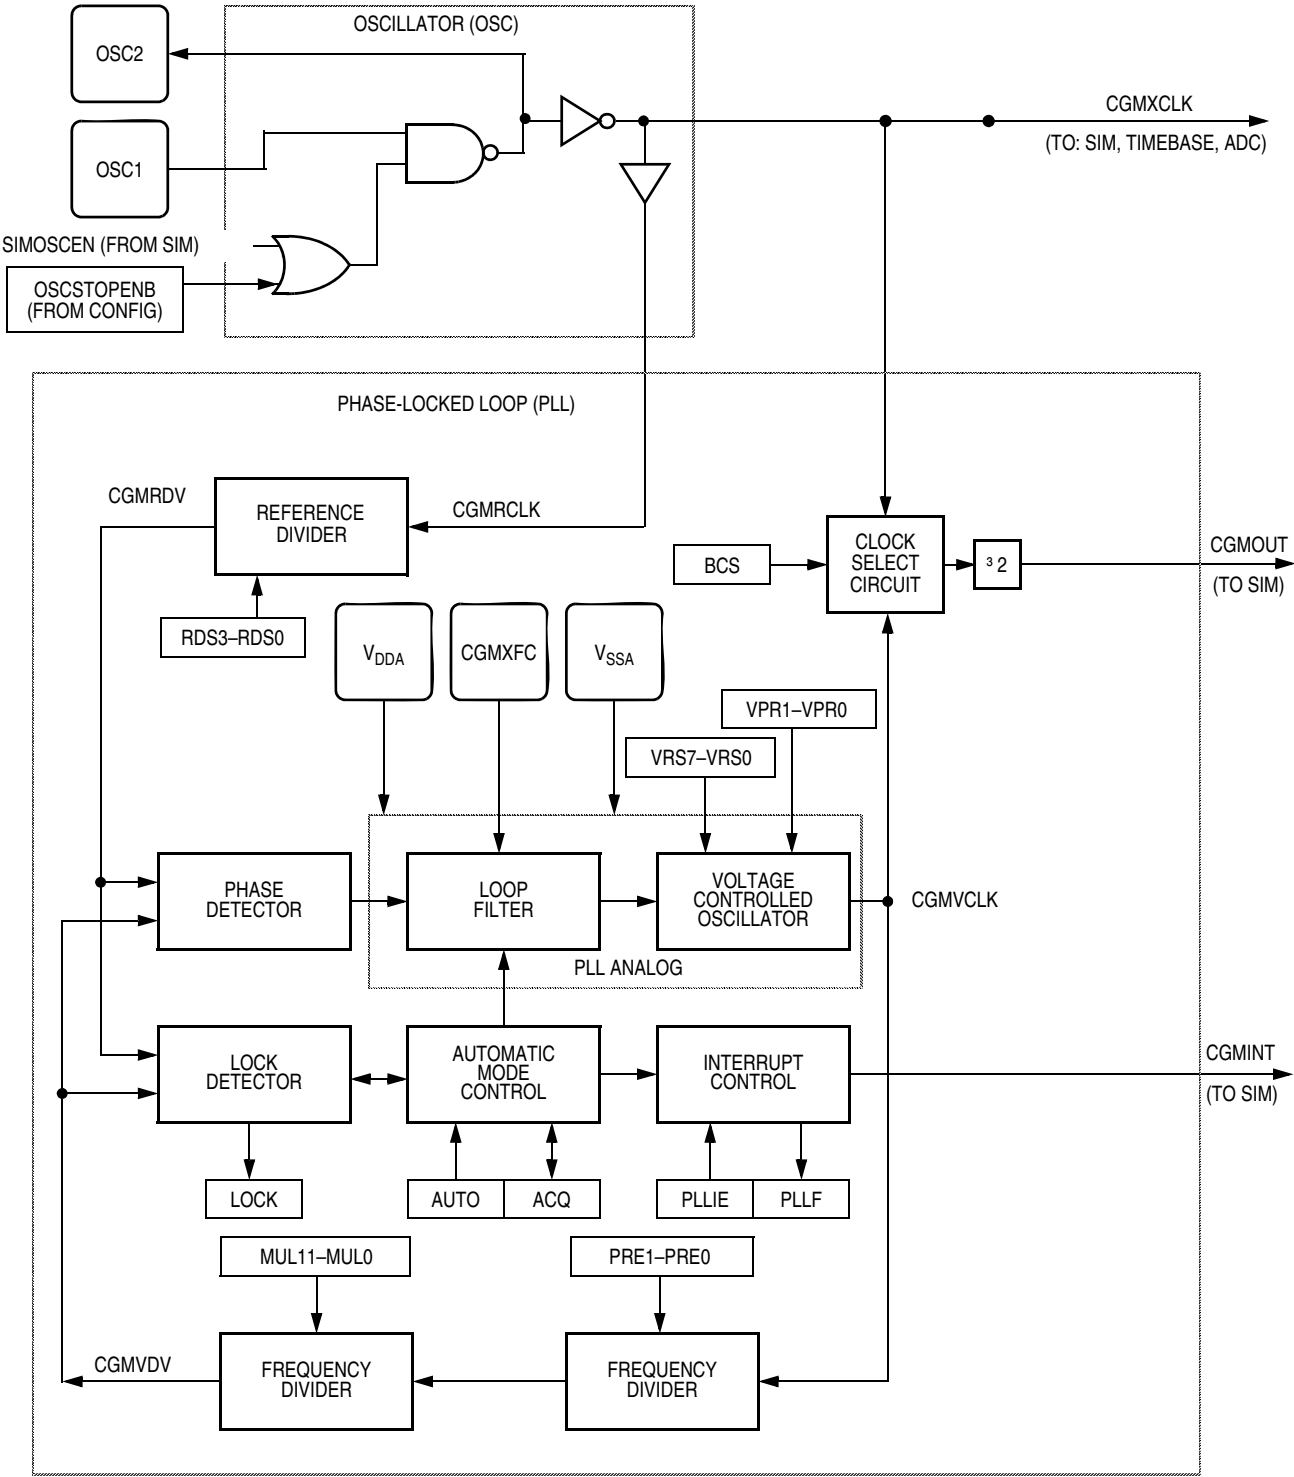 OSCILLATOR (OSC)
OSC2
CGMXCLK
(TO: SIM, TIMEBASE, ADC)
OSC1
SIMOSCEN (FROM SIM)
OSCSTOPENB
(FROM CONFIG)
PHASE-LOCKED LOOP (PLL)
CGMRDV
REFERENCE
DIVIDER
CGMRCLK
CLOCK
SELECT
CIRCUIT
BCS
³ 2
CGMOUT
(TO SIM)
RDS3–RDS0
VDDA
CGMXFC
VSSA
VPR1–VPR0
VRS7–VRS0
PHASE
DETECTOR
LOOP
FILTER
VOLTAGE
CONTROLLED
OSCILLATOR
CGMVCLK
PLL ANALOG
LOCK
DETECTOR
AUTOMATIC
MODE
CONTROL
INTERRUPT
CONTROL
CGMINT
(TO SIM)
LOCK
AUTO
ACQ
PLLIE
PLLF
MUL11–MUL0
PRE1–PRE0
CGMVDV
FREQUENCY
DIVIDER
FREQUENCY
DIVIDER